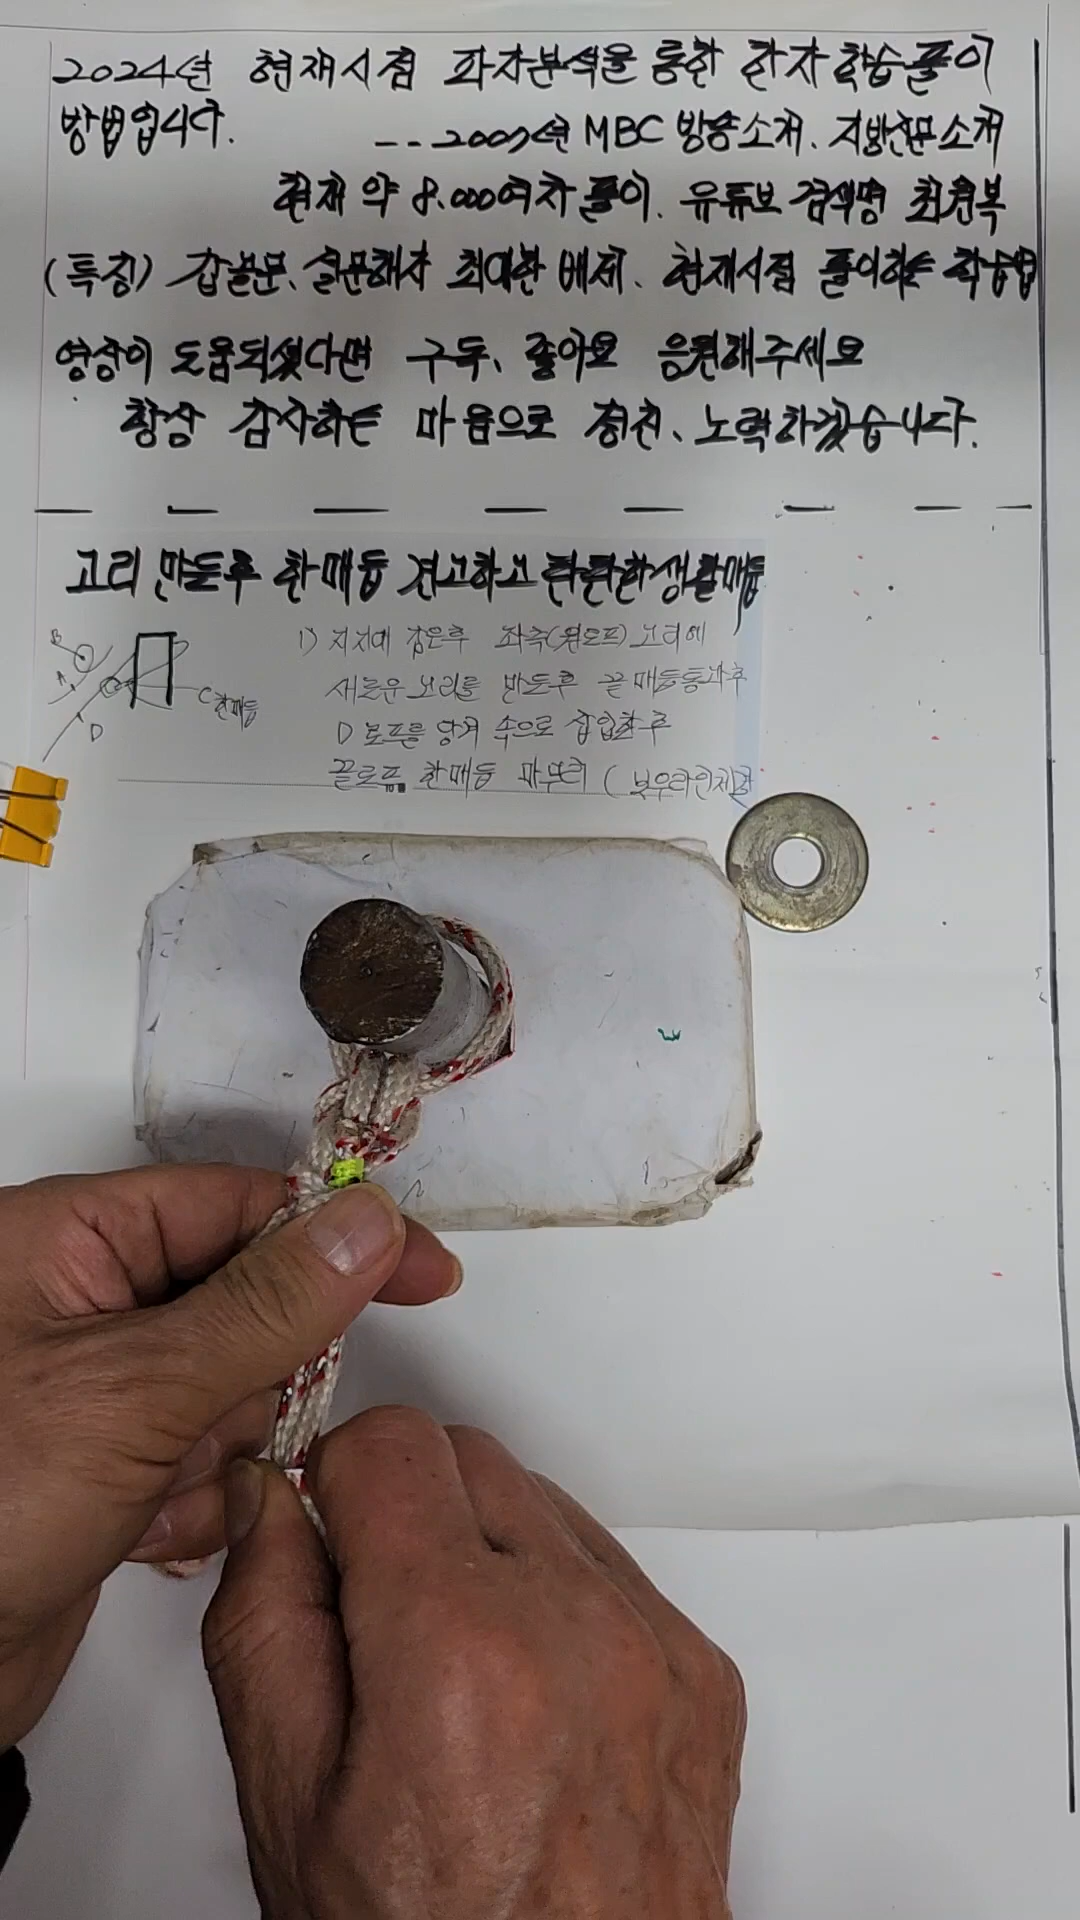 2024년 현재시점 파자분석을 통한 한자 학습풀이
방법입니다. --- 2007년 MBC 방송소개. 지방신문소개
현재 약 8.000여자 풀이. 유튜브 검색명 최경복
(특징) 갑골문. 설문해자 최대한 배제. 현재시점 풀이하는 학습법
영상이 도움되셨다면 구독, 좋아요 응원해주세요
항상 감사하는 마음으로 정진, 노력하겠습니다.
고리 만든후 한매듭 견고하고 탄탄한 생활매듭
1) 지지대 감은후 좌측(원로프) 고리에
새로운 고리를 만든후 끝 매듭통과후
D 로프를 당겨 속으로 삽입한후
끝로프 한매듭 마무리 (보우라인
B
A
C 한매듭
D